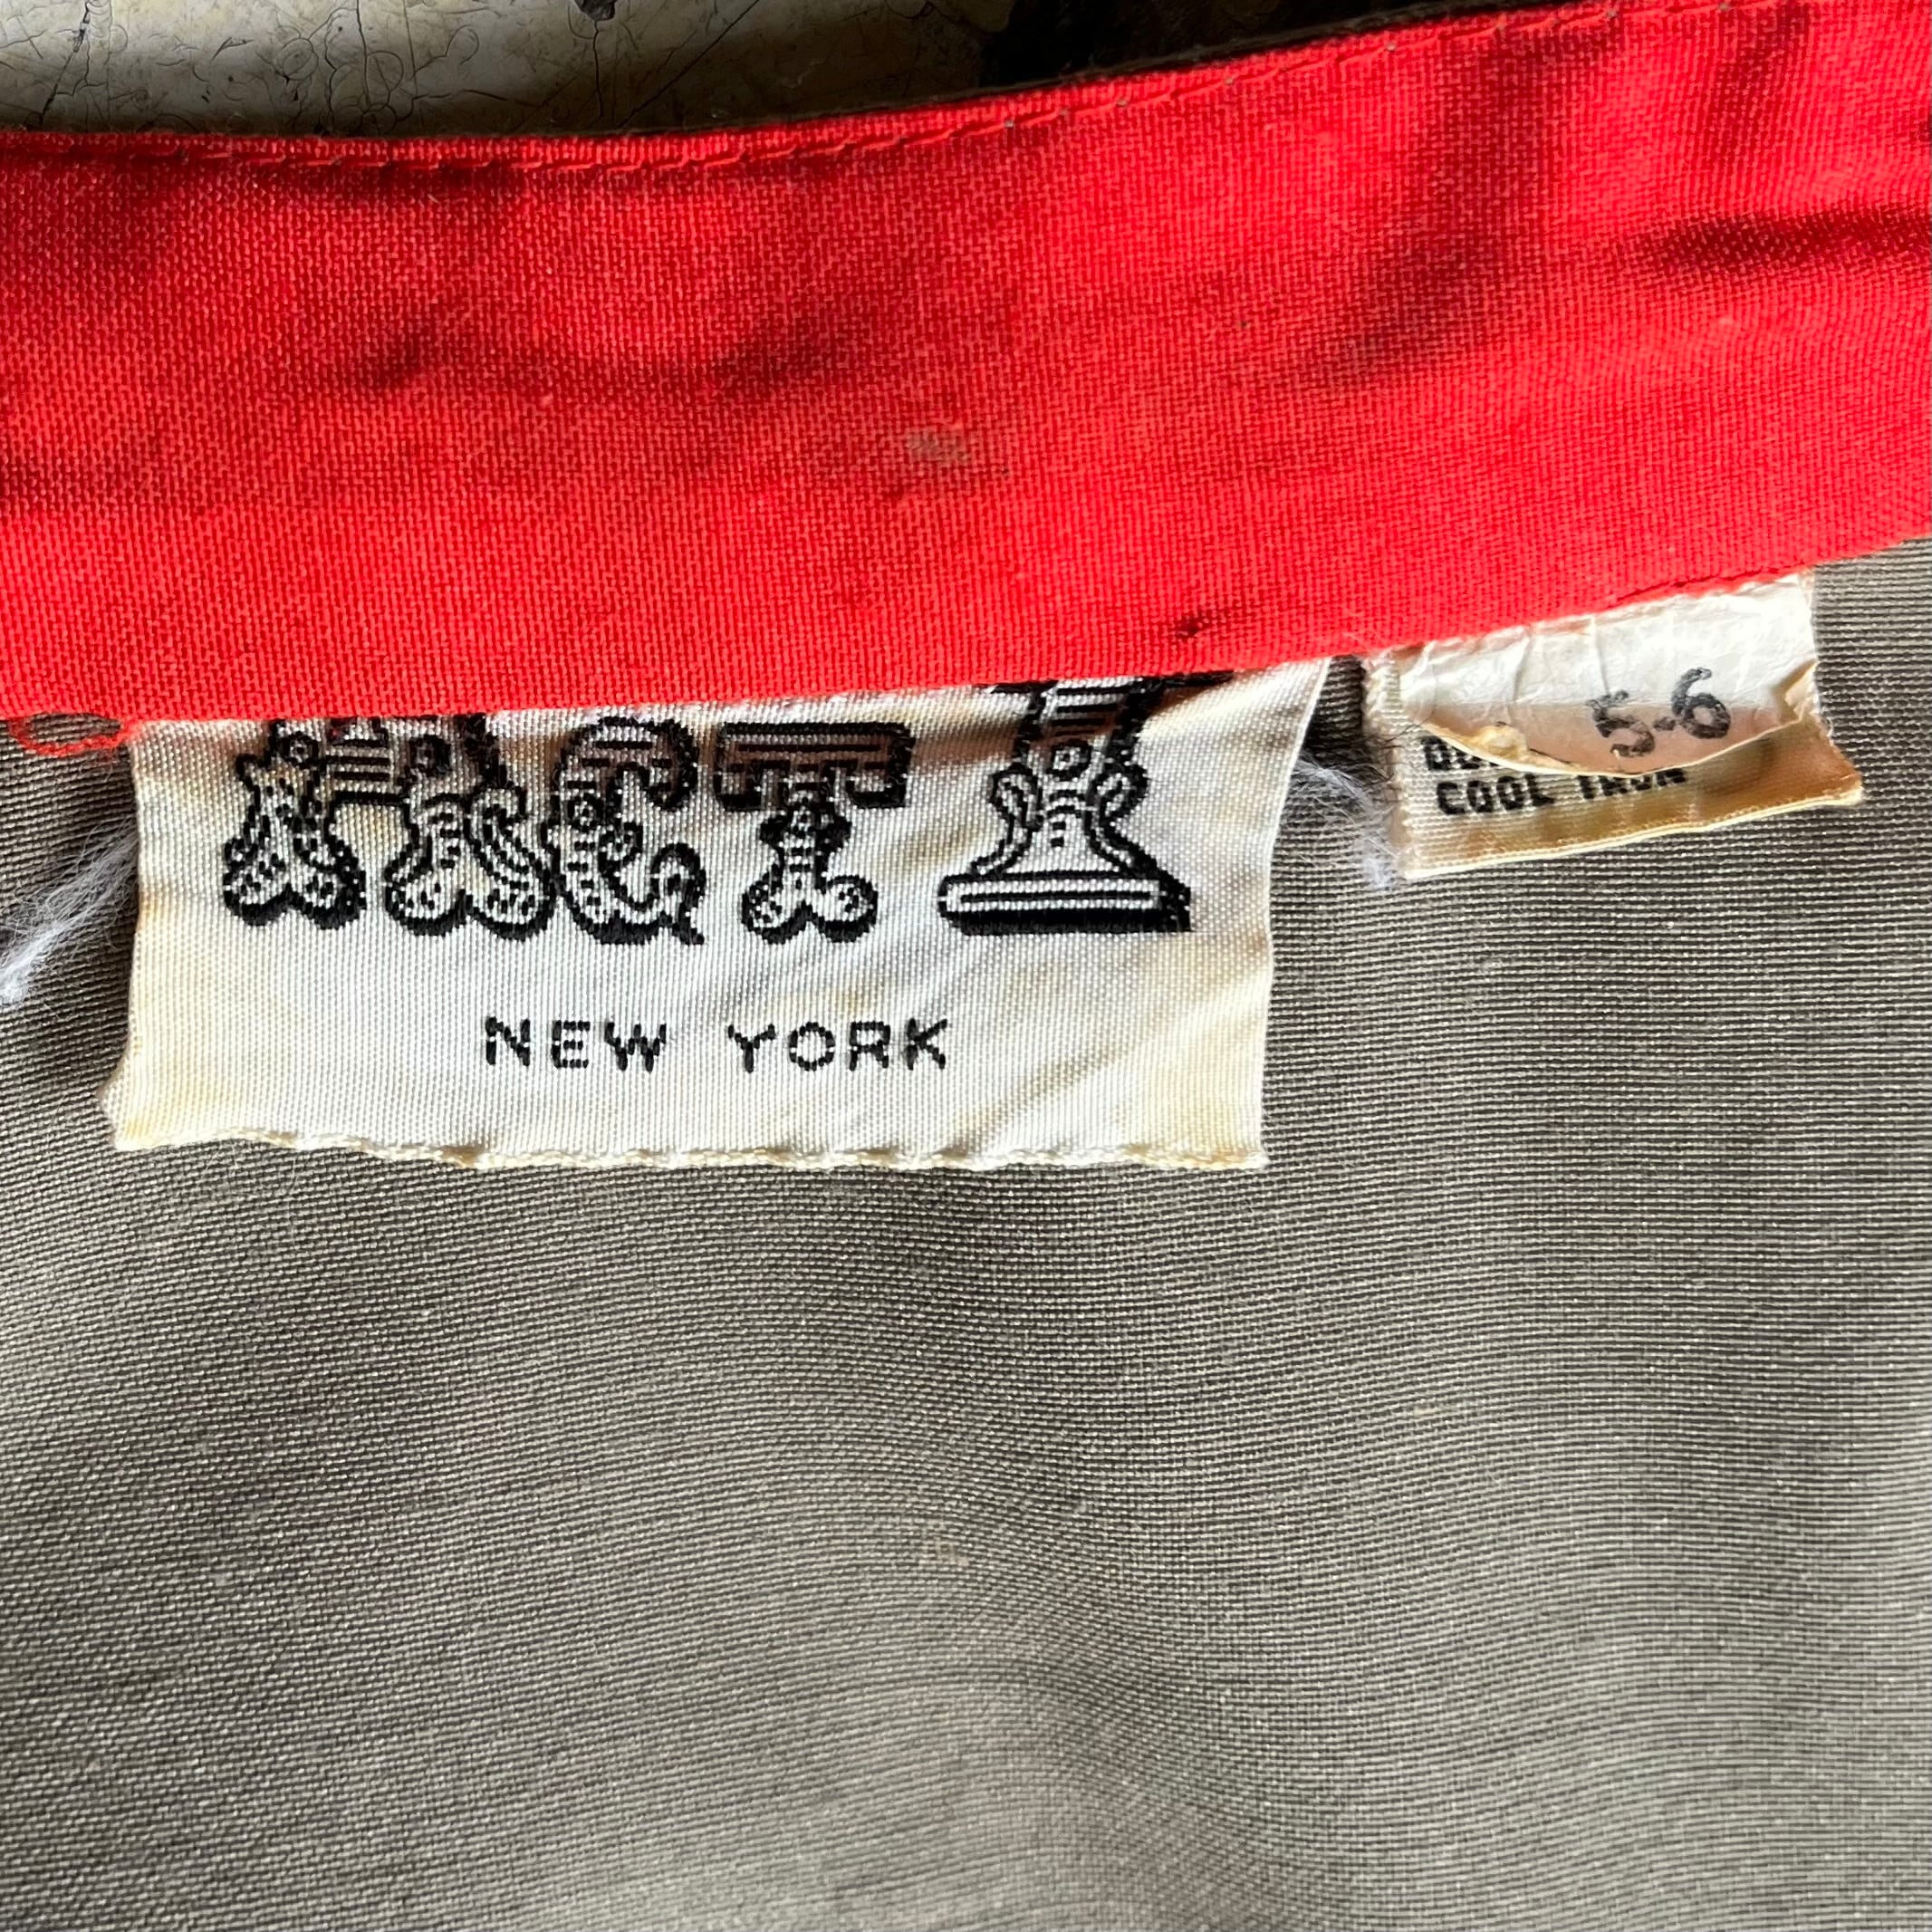 ACT I
NEW YORK
5-6
COOL IRON